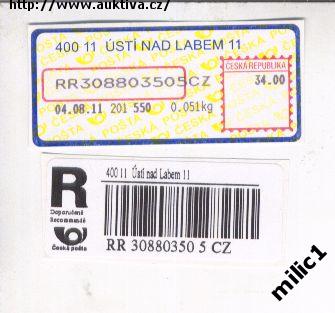 http://www.auktiva.cz/
400 11 ÚSTÍ NAD LABEM 11
ČESKÁ REPUBLIKA
34.00
RR308803505CZ
04.08.11 201 550 0.051kg
R
Doporučeně
Recommandé
Česká pošta
400 11 Ústí nad Labem 11
RR 30880350 5 CZ
milic1